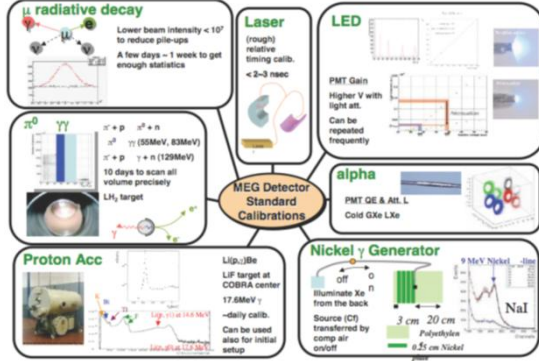 μ radiative decay
γ
e
μ
ν
ν
Lower beam intensity < 10⁷
to reduce pile-ups
A few days ~ 1 week to get
enough statistics
Laser
(rough)
relative
timing calib.
< 2~3 nsec
LED
PMT Gain
Higher V with
light att.
Can be
repeated
frequently
π⁰ γγ
π⁻ + p π⁰ + n
π⁰ γγ (55MeV, 83MeV)
π⁻ + p γ + n (129MeV)
10 days to scan all
volume precisely
LH₂ target
γ
e⁺
e⁻
MEG Detector
Standard
Calibrations
alpha
PMT QE & Att. L
Cold GXe LXe
Proton Acc
Li(p,γ)Be
LiF target at
COBRA center
17.6MeV γ
~daily calib.
Can be used
also for initial
setup
Nickel γ Generator
off
on
Illuminate Xe
from the back
Source (Cf)
transferred by
comp air
on/off
3 cm
20 cm
Polyethylen
0.25 cm Nickel
9 MeV Nickel γ-line
NaI